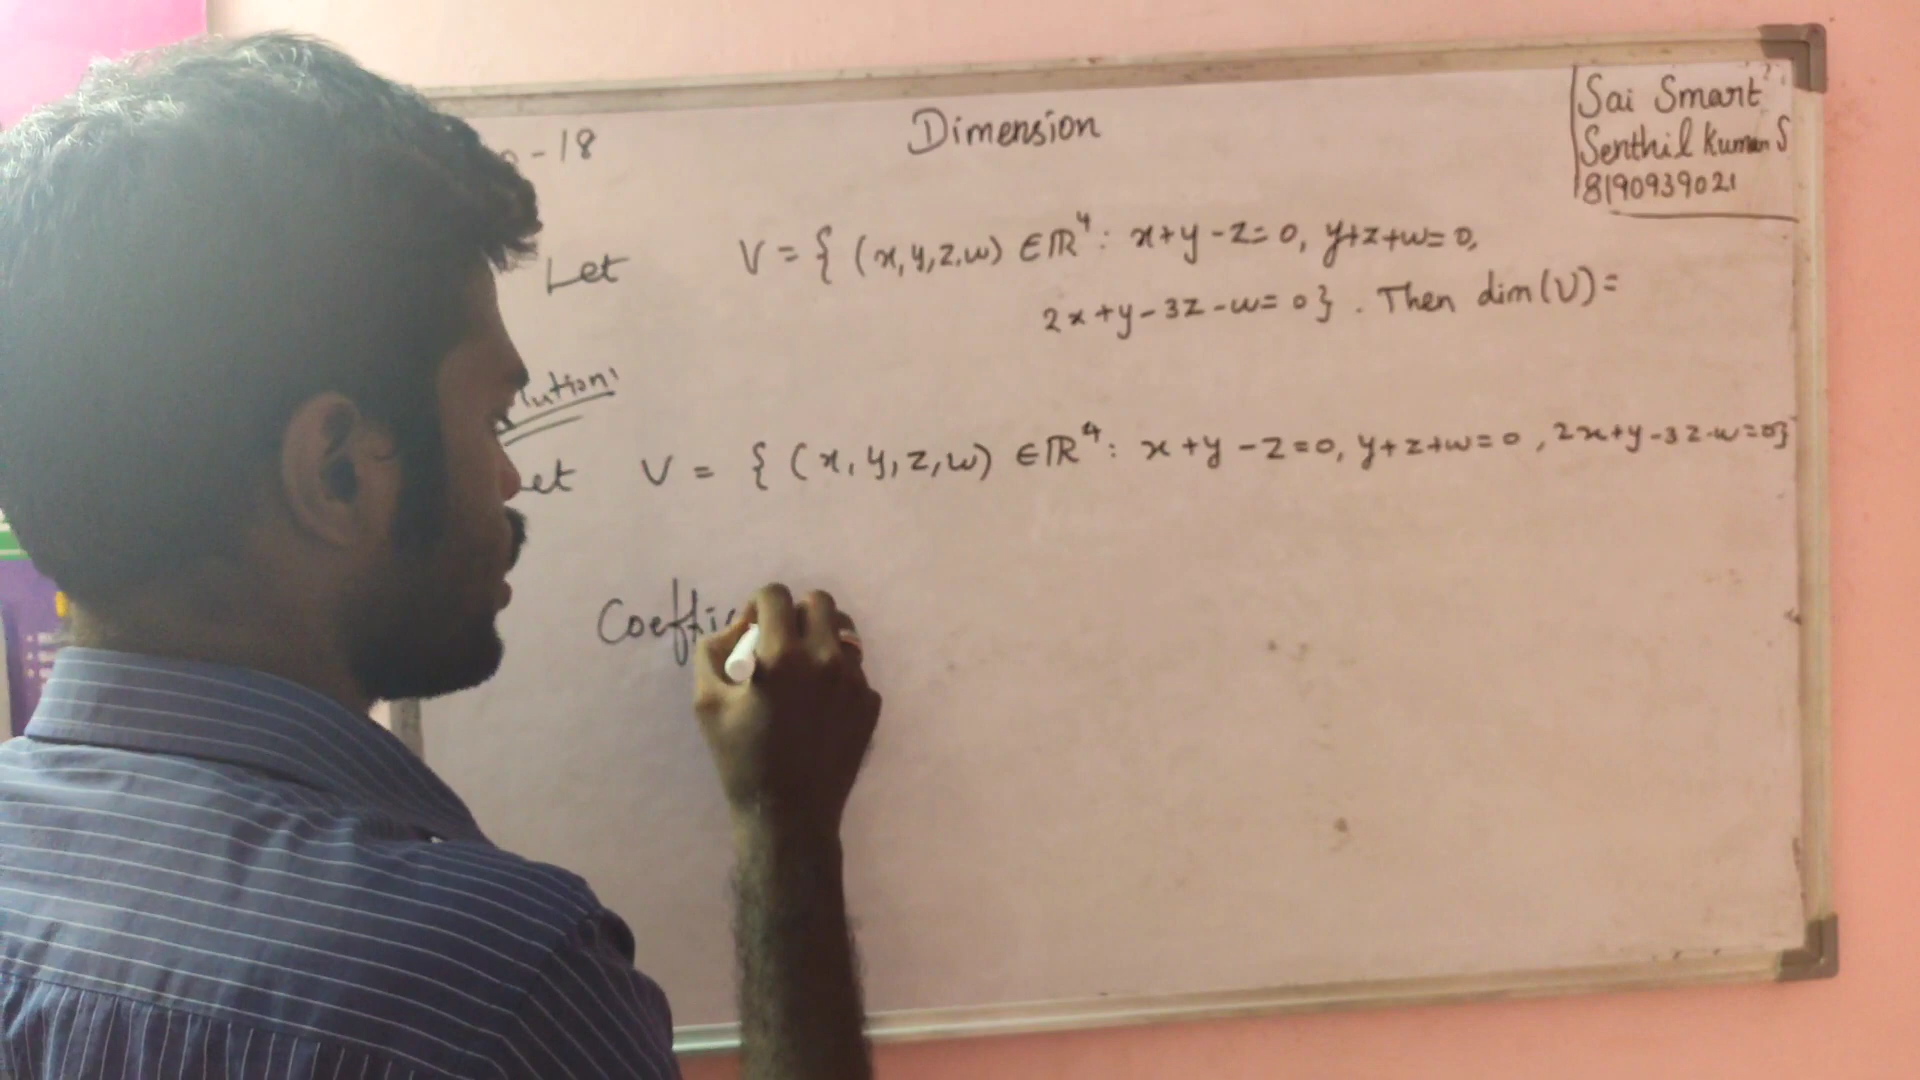 -18
Dimension
Sai Smart
Senthil Kumar S
8190939021
Let V = { (x, y, z, w) ∈ ℝ⁴ : x+y-z=0, y+z+w=0,
2x+y-3z-w=0} . Then dim(V) =
lution:
et V = { (x, y, z, w) ∈ ℝ⁴ : x+y-z=0, y+z+w=0, 2x+y-3z-w=0}
Coeffic